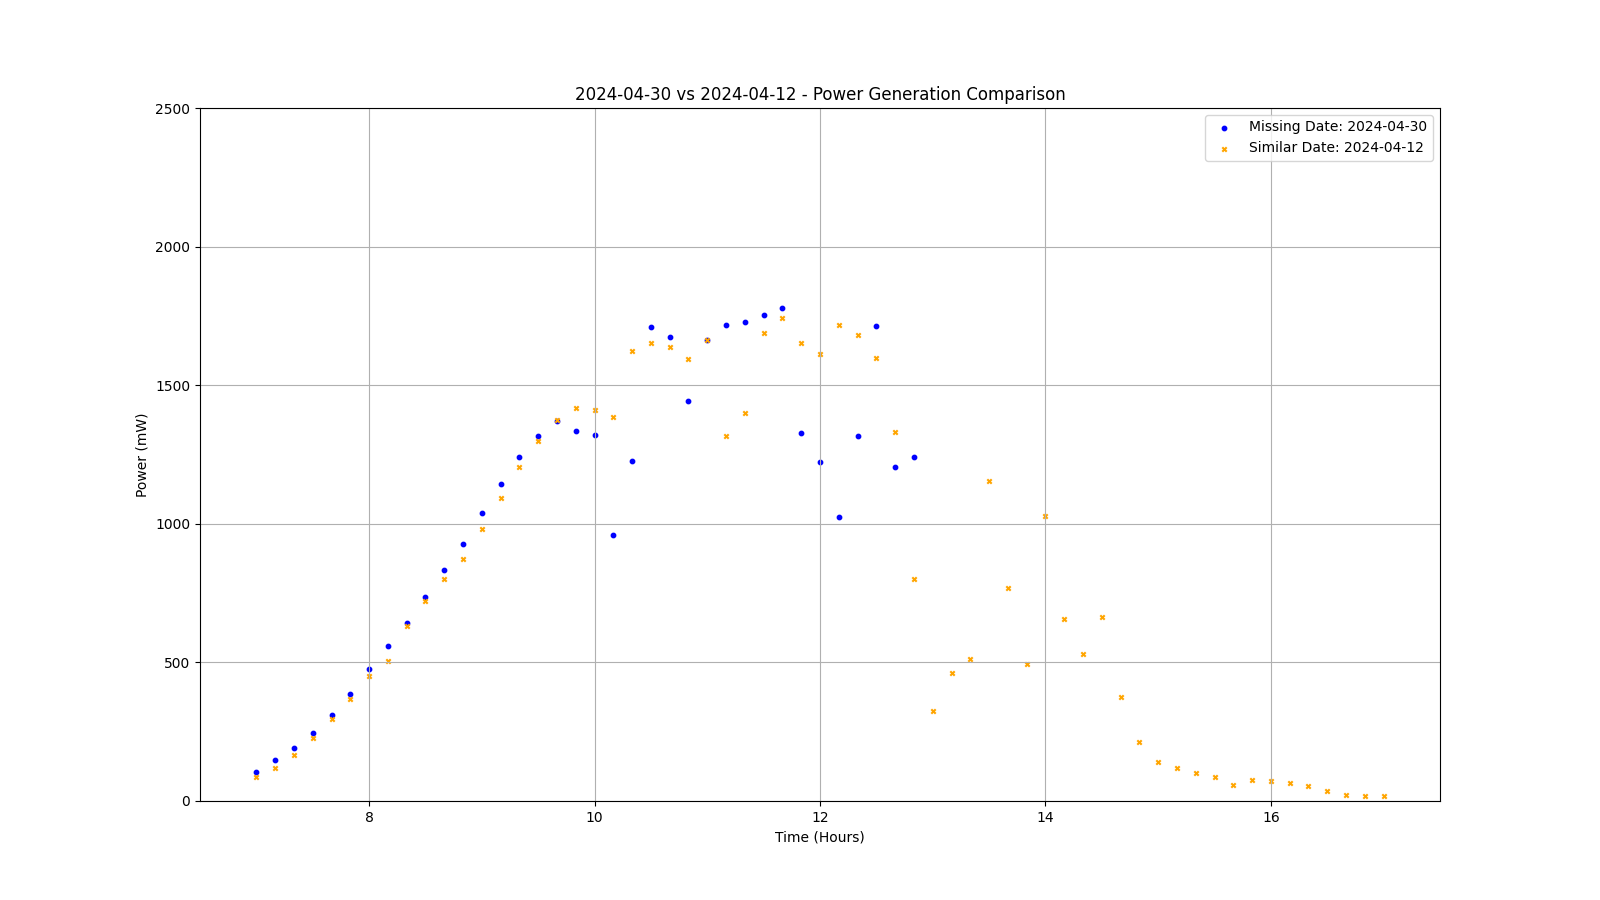 2024-04-30 vs 2024-04-12 - Power Generation Comparison
Missing Date: 2024-04-30
Similar Date: 2024-04-12
Power (mW)
2500
2000
1500
1000
500
0
8 10 12 14 16
Time (Hours)